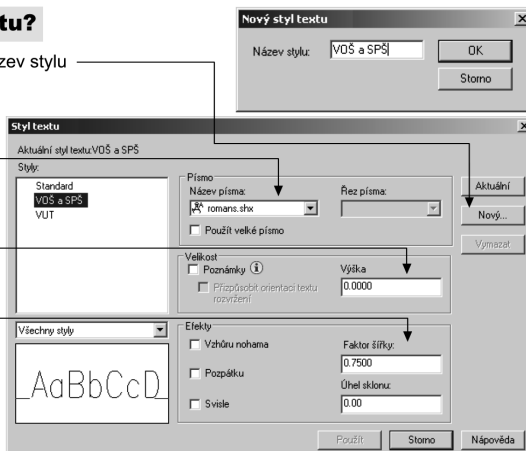 tu?
zev stylu
Nový styl textu
Název stylu:
VOŠ a SPŠ
OK
Storno
Styl textu
Aktuální styl textu:VOŠ a SPŠ
Styly:
Standard
VOŠ a SPŠ
VUT
Písmo
Název písma:
romans.shx
Řez písma:
Použít velké písmo
Aktuální
Nový...
Vymazat
Velikost
Poznámky
Přizpůsobit orientaci textu
rozvržení
Výška
0.0000
Všechny styly
AaBbCcD
Efekty
Vzhůru nohama
Pozpátku
Svisle
Faktor šířky:
0.7500
Úhel sklonu:
0.00
Použít
Storno
Nápověda